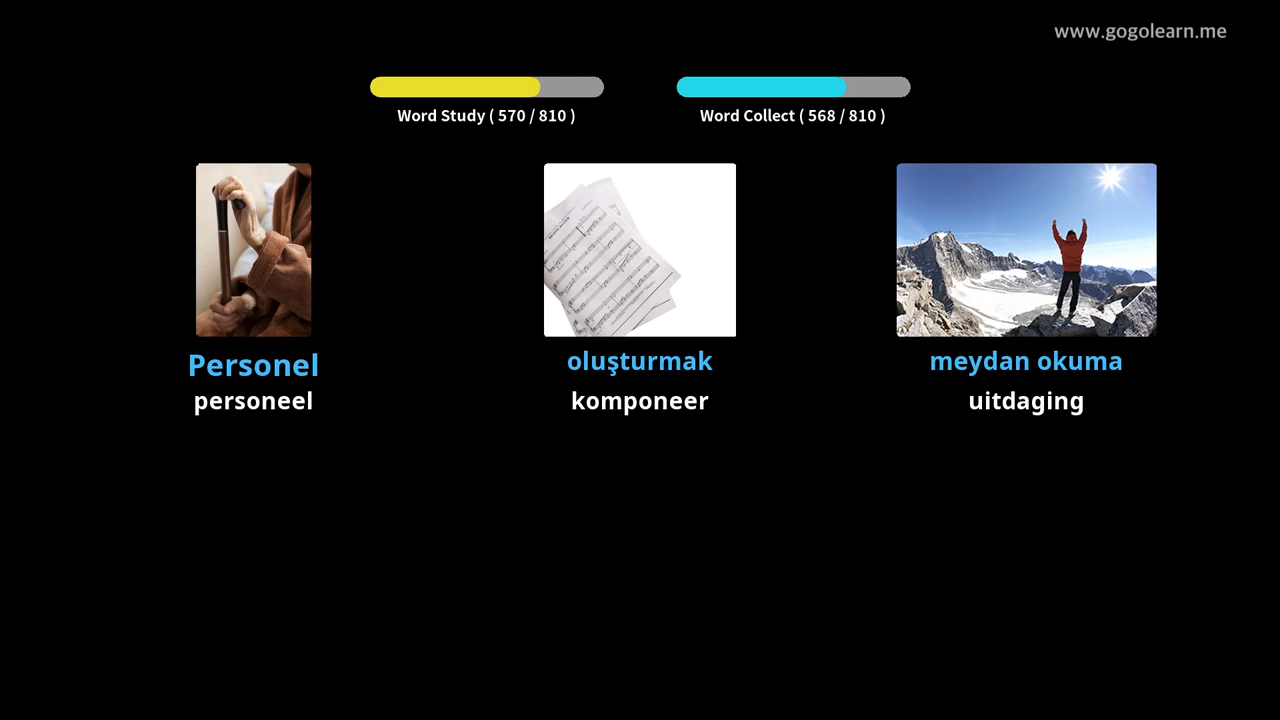 www.gogolearn.me
Word Study ( 570 / 810 )
Word Collect ( 568 / 810 )
Personel
personeel
oluşturmak
komponeer
meydan okuma
uitdaging